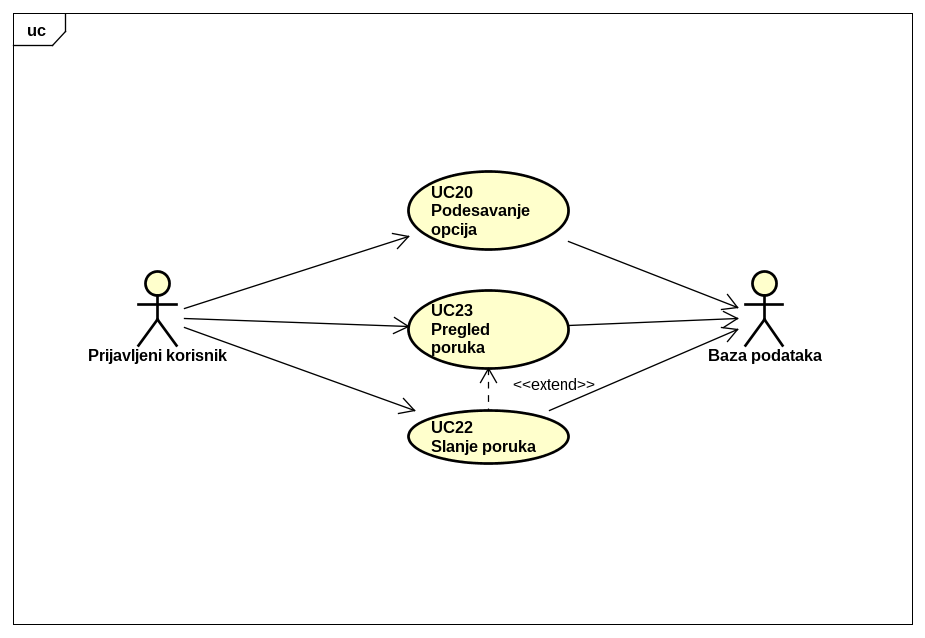 uc
UC20
Podesavanje
opcija
UC23
Pregled
poruka
Prijavljeni korisnik
Baza podataka
<<extend>>
UC22
Slanje poruka